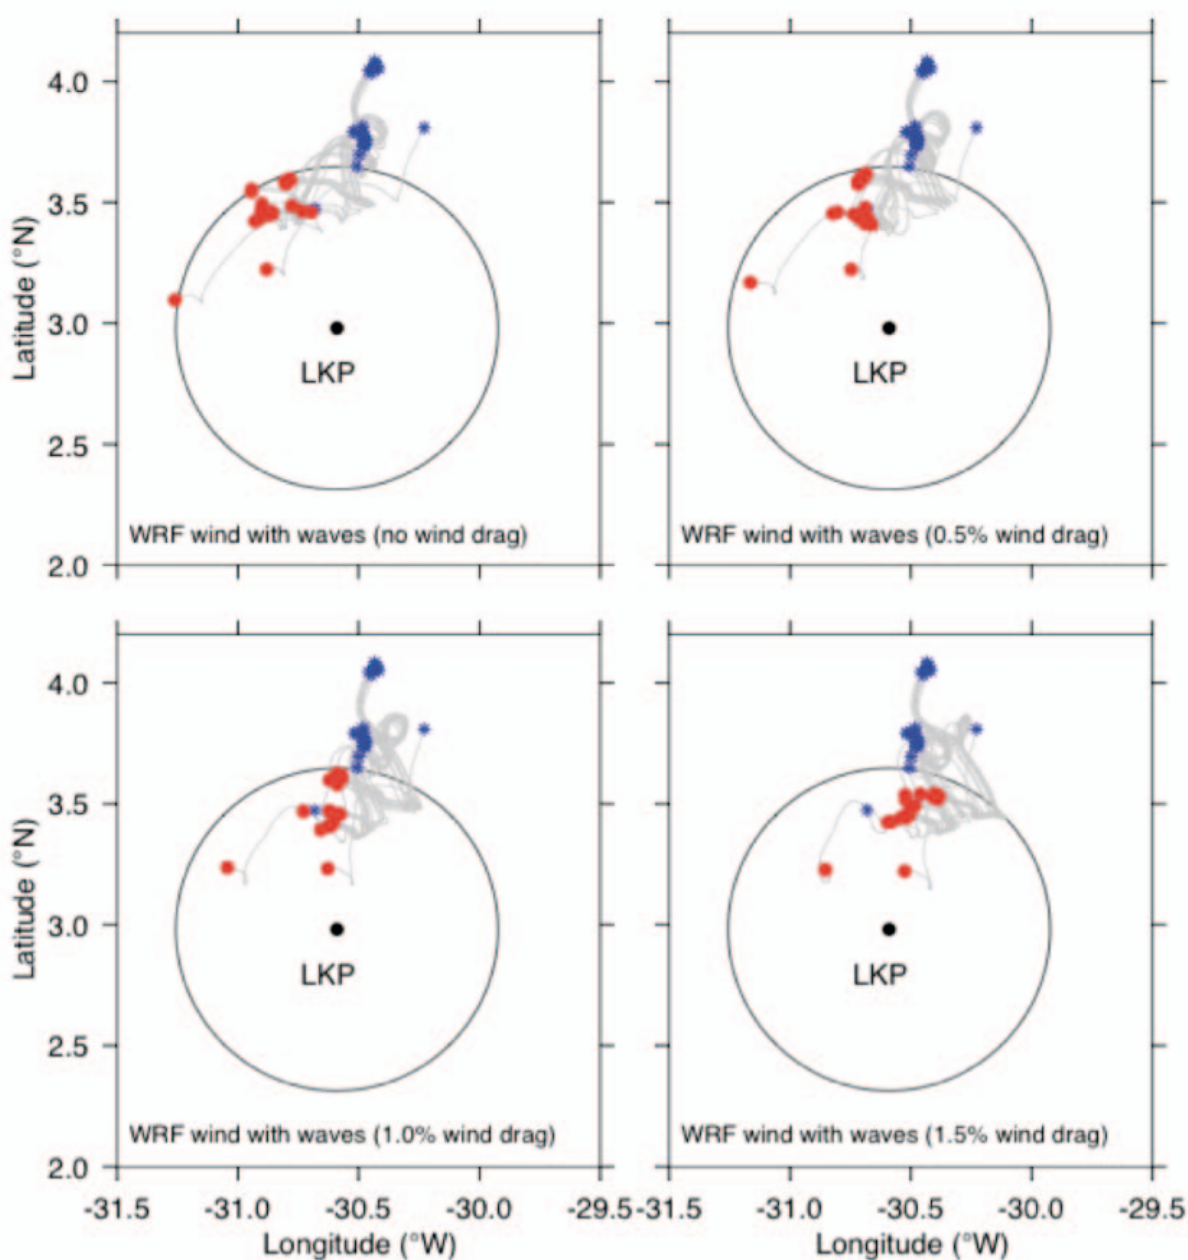 4.0
3.5
3.0
2.5
2.0
Latitude (°N)
LKP
WRF wind with waves (no wind drag)
LKP
WRF wind with waves (0.5% wind drag)
4.0
3.5
3.0
2.5
2.0
Latitude (°N)
LKP
WRF wind with waves (1.0% wind drag)
LKP
WRF wind with waves (1.5% wind drag)
-31.5 -31.0 -30.5 -30.0 -29.5
Longitude (°W)
-31.5 -31.0 -30.5 -30.0 -29.5
Longitude (°W)